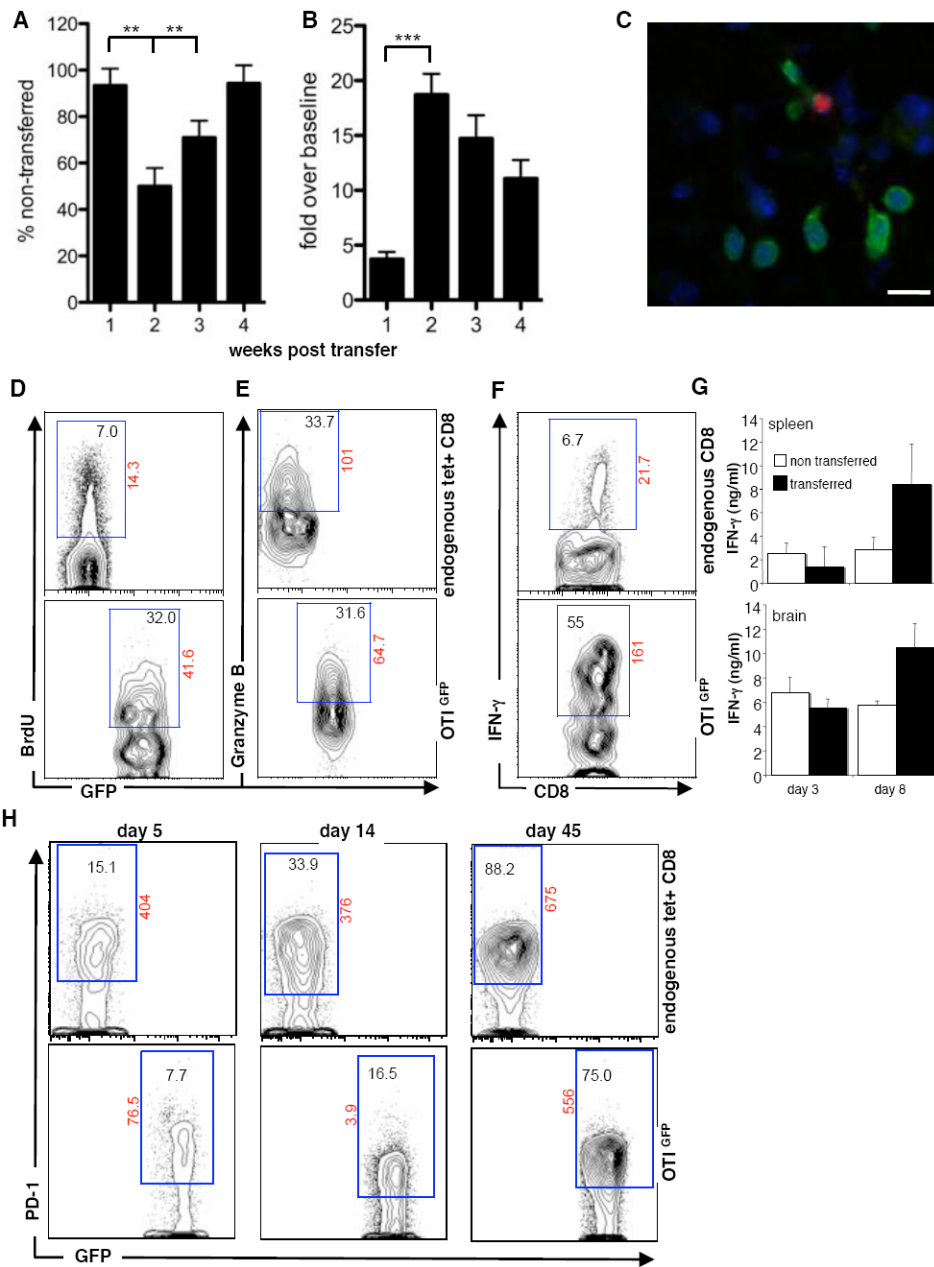 A
120
100
80
60
40
20
0
% non-transferred
** **
1 2 3 4
B
25
20
15
10
5
0
fold over baseline
***
1 2 3 4
weeks post transfer
C
D
BrdU
7.0
14.3
32.0
41.6
GFP
E
Granzyme B
33.7
101
endogenous tet+ CD8
31.6
64.7
OTI GFP
F
IFN-γ
6.7
21.7
endogenous CD8
55
161
OTI GFP
CD8
G
14
12
10
8
6
4
2
0
IFN-γ (ng/ml)
spleen
non transferred
transferred
14
12
10
8
6
4
2
0
IFN-γ (ng/ml)
brain
day 3 day 8
H
day 5 day 14 day 45
PD-1
15.1
404
33.9
376
88.2
675
endogenous tet+ CD8
7.7
76.5
16.5
3.9
75.0
556
OTI GFP
GFP